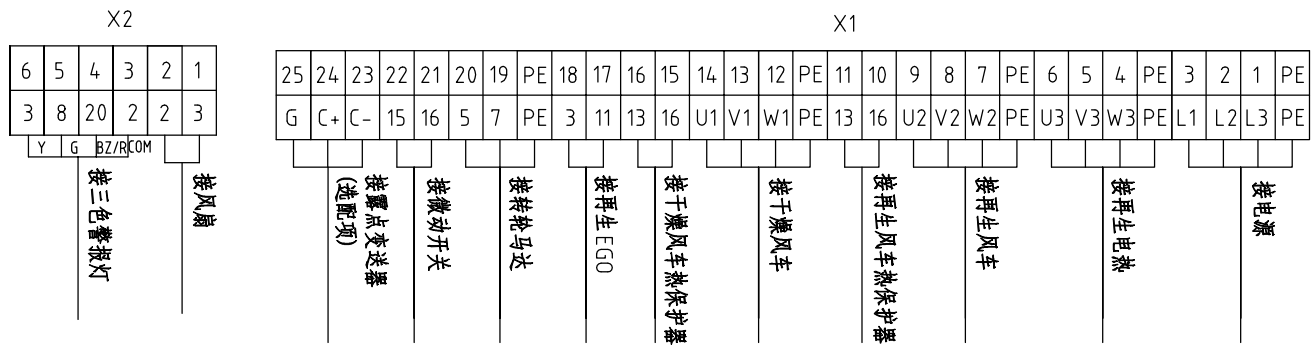 X2
X1
6 5 4 3 2 1
3 8 20 2 2 3
Y G BZ/R COM
接三色警报灯
接风扇
25 24 23 22 21 20 19 PE 18 17 16 15 14 13 12 PE 11 10 9 8 7 PE 6 5 4 PE 3 2 1 PE
G C+ C- 15 16 5 7 PE 3 11 13 16 U1 V1 W1 PE 13 16 U2 V2 W2 PE U3 V3 W3 PE L1 L2 L3 PE
接露点变送器
(选配项)
接微动开关
接转轮马达
接再生EGO
接干燥风车热保护器
接干燥风车
接再生风车热保护器
接再生风车
接再生电热
接电源